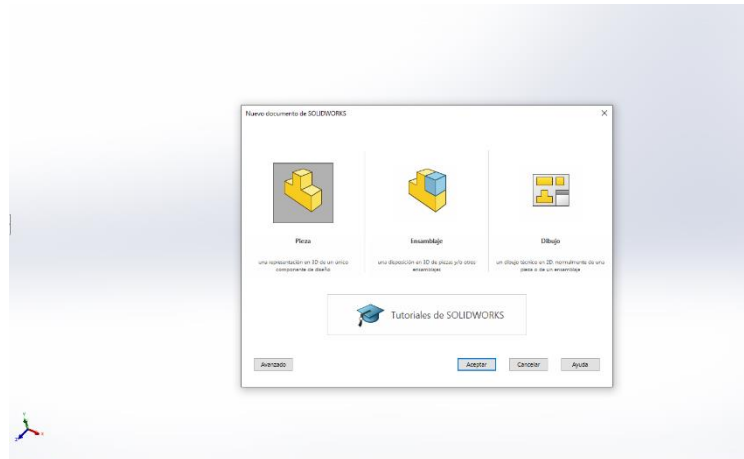 Nuevo documento de SOLIDWORKS
Pieza
Ensamblaje
Dibujo
una representación en 3D de un único
componente de diseño
una disposición en 3D de piezas y/o otros
ensamblajes
un dibujo técnico en 2D, normalmente de una
pieza o de un ensamblaje
Tutoriales de SOLIDWORKS
Avanzado
Aceptar
Cancelar
Ayuda